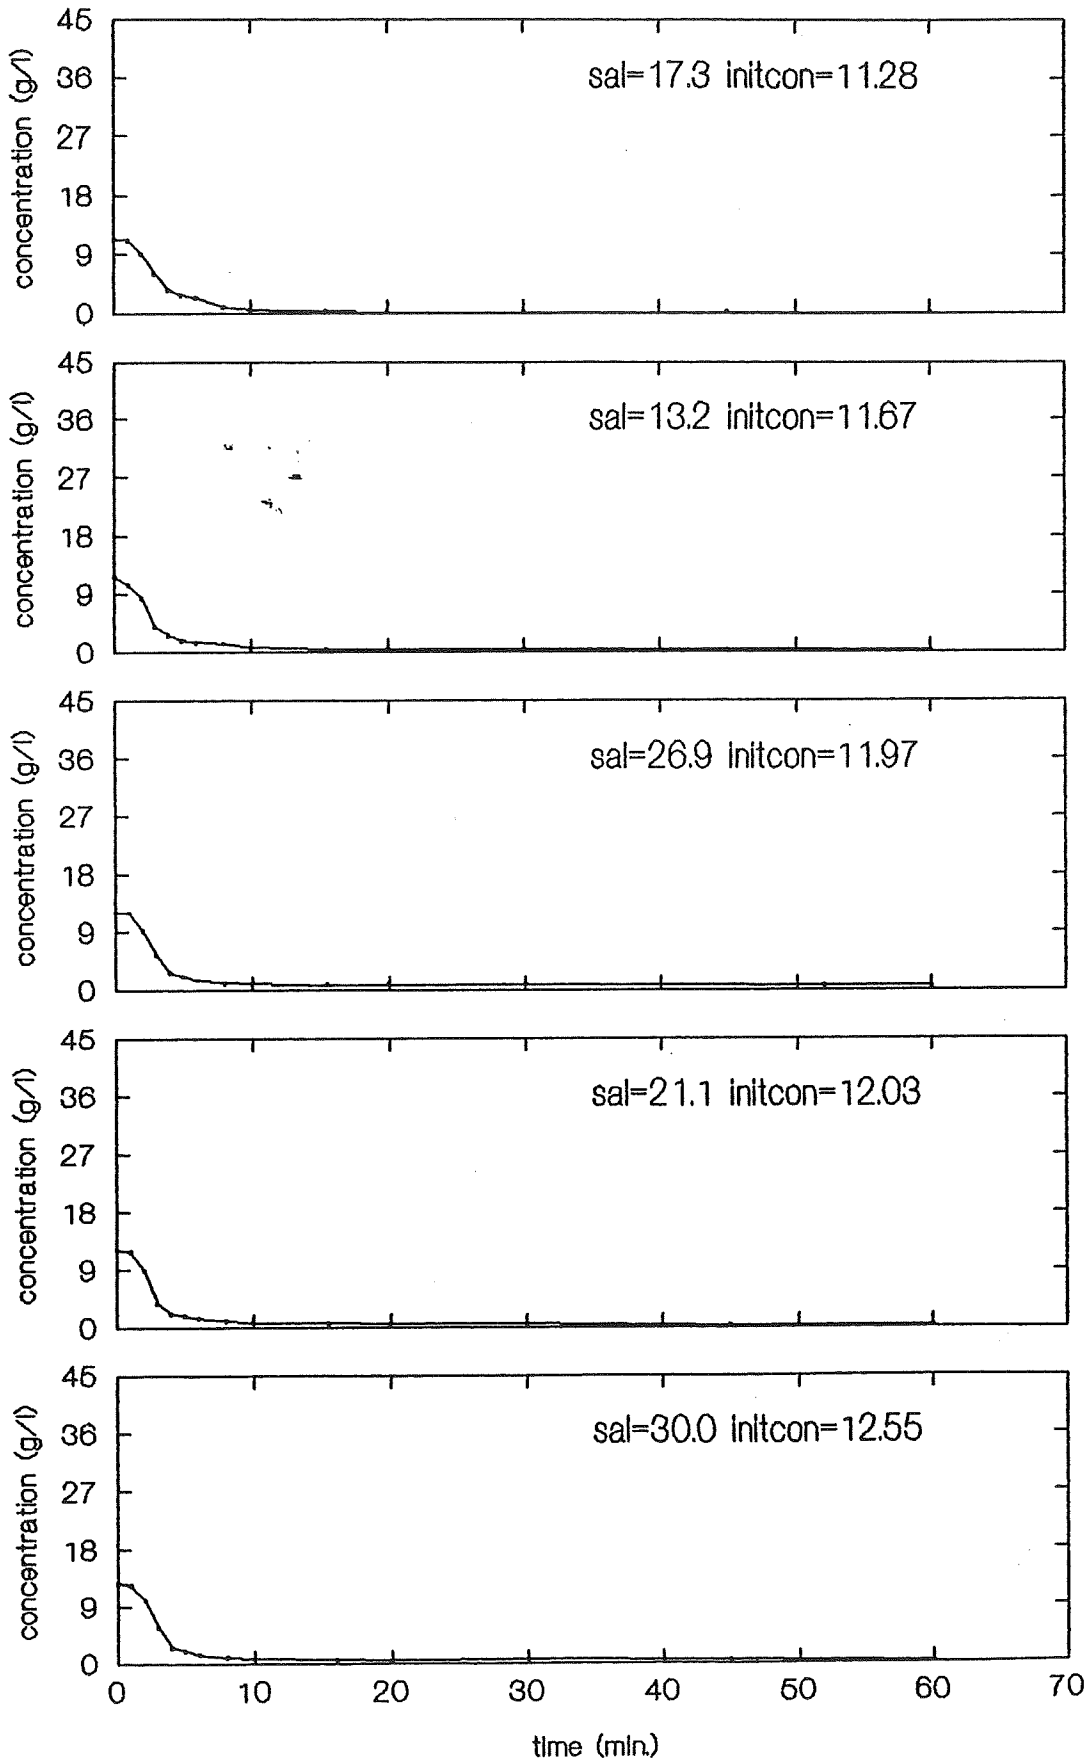 concentration (g/l)
45
36
27
18
9
0
sal=17.3 initcon=11.28
concentration (g/l)
45
36
27
18
9
0
sal=13.2 initcon=11.67
concentration (g/l)
45
36
27
18
9
0
sal=26.9 initcon=11.97
concentration (g/l)
45
36
27
18
9
0
sal=21.1 initcon=12.03
concentration (g/l)
45
36
27
18
9
0
sal=30.0 initcon=12.55
0 10 20 30 40 50 60 70
time (min.)